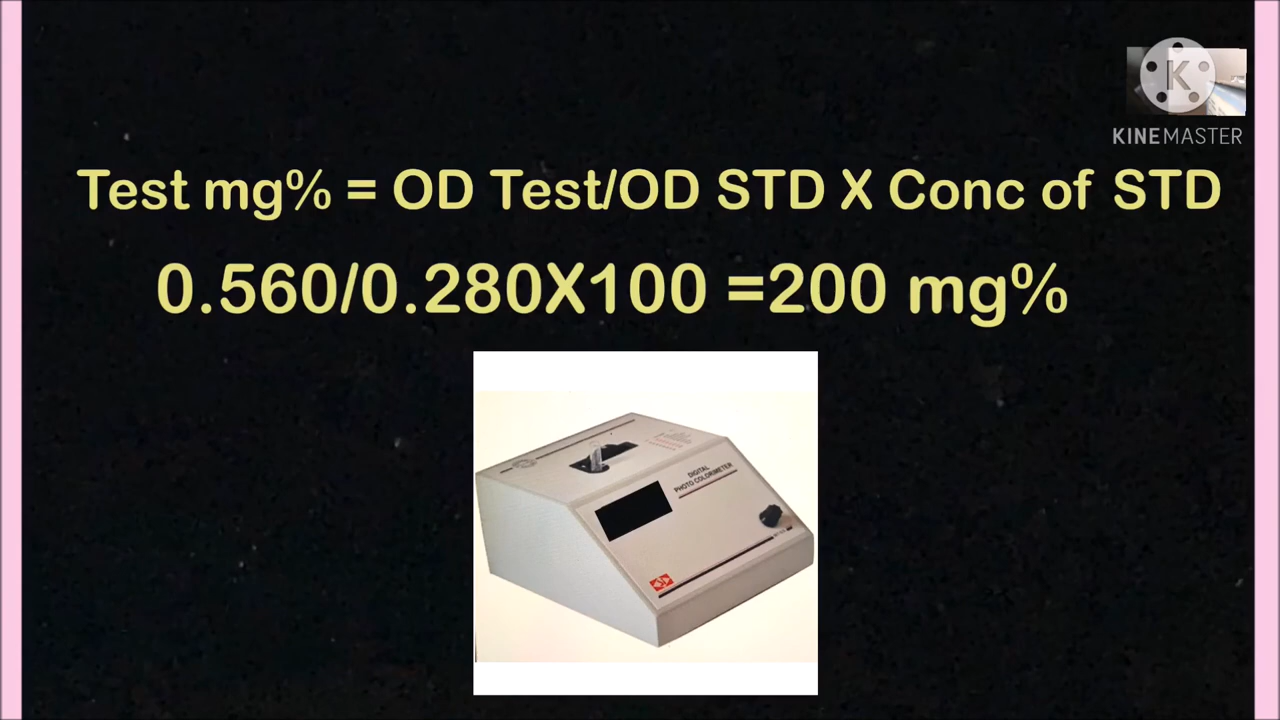 K
KINEMASTER
Test mg% = OD Test/OD STD X Conc of STD
0.560/0.280X100 =200 mg%
DIGITAL
PHOTO COLORIMETER